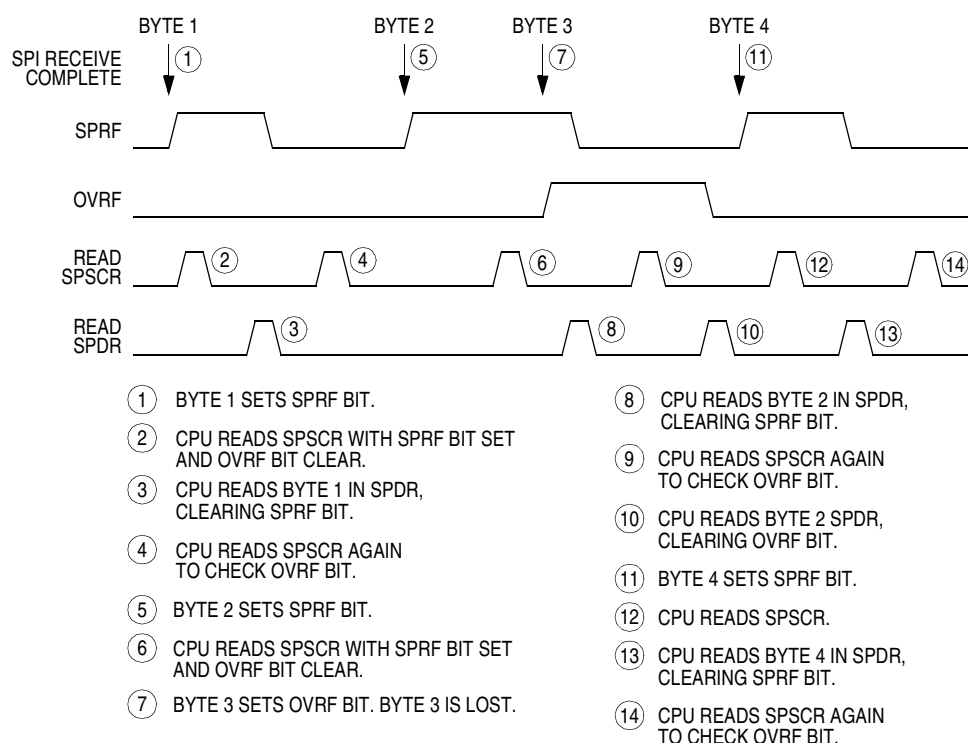 BYTE 1 BYTE 2 BYTE 3 BYTE 4
SPI RECEIVE
COMPLETE
1 5 7 11
SPRF
OVRF
READ
SPSCR
2 4 6 9 12 14
READ
SPDR
3 8 10 13
1 BYTE 1 SETS SPRF BIT.
2 CPU READS SPSCR WITH SPRF BIT SET
AND OVRF BIT CLEAR.
3 CPU READS BYTE 1 IN SPDR,
CLEARING SPRF BIT.
4 CPU READS SPSCR AGAIN
TO CHECK OVRF BIT.
5 BYTE 2 SETS SPRF BIT.
6 CPU READS SPSCR WITH SPRF BIT SET
AND OVRF BIT CLEAR.
7 BYTE 3 SETS OVRF BIT. BYTE 3 IS LOST.
8 CPU READS BYTE 2 IN SPDR,
CLEARING SPRF BIT.
9 CPU READS SPSCR AGAIN
TO CHECK OVRF BIT.
10 CPU READS BYTE 2 SPDR,
CLEARING OVRF BIT.
11 BYTE 4 SETS SPRF BIT.
12 CPU READS SPSCR.
13 CPU READS BYTE 4 IN SPDR,
CLEARING SPRF BIT.
14 CPU READS SPSCR AGAIN
TO CHECK OVRF BIT.